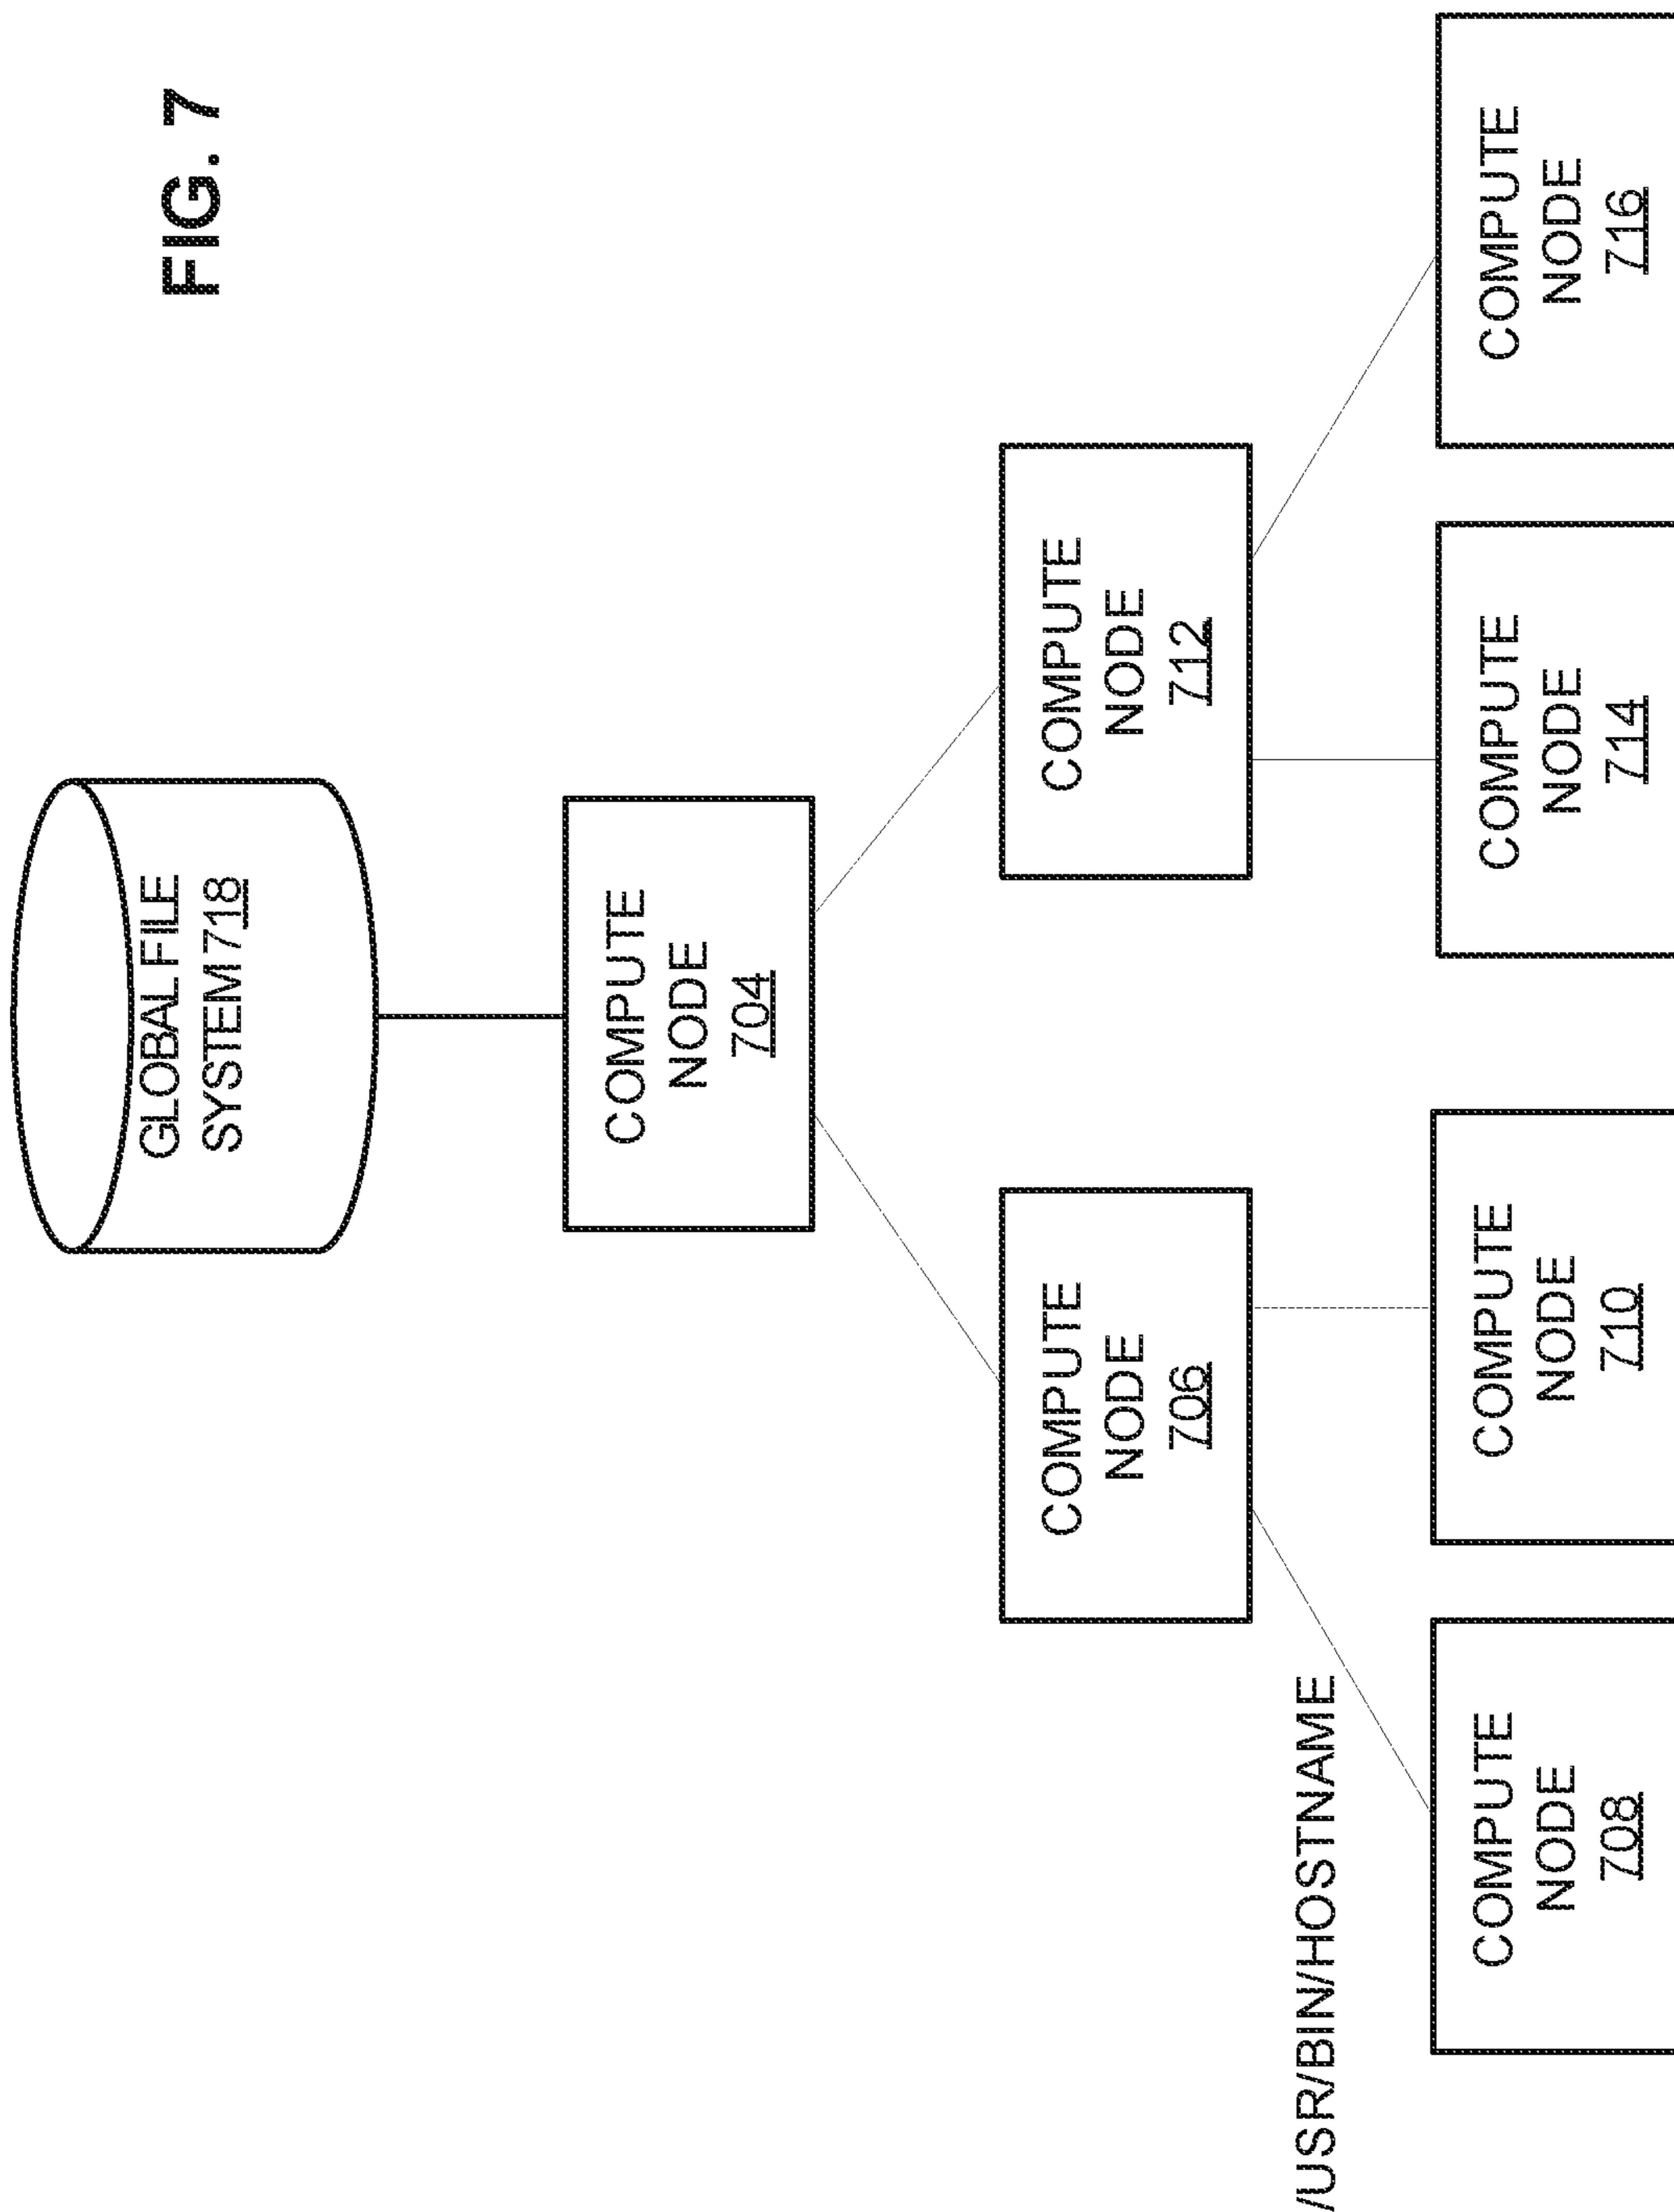 FIG. 7
GLOBAL FILE
SYSTEM 718
COMPUTE
NODE
704
COMPUTE
NODE
706
COMPUTE
NODE
712
/USR/BIN/HOSTNAME
COMPUTE
NODE
708
COMPUTE
NODE
710
COMPUTE
NODE
714
COMPUTE
NODE
716